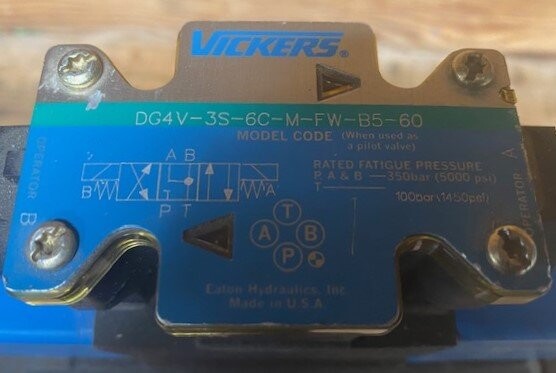 VICKERS®
DG4V-3S-6C-M-FW-B5-60
MODEL CODE (When used as
a pilot valve)
OPERATOR B
A B
B A
P T
RATED FATIGUE PRESSURE
P, A & B —350bar (5000 psi)
T 100bar (1450psi)
OPERATOR A
T
A B
P
Eaton Hydraulics, Inc
Made in U.S.A